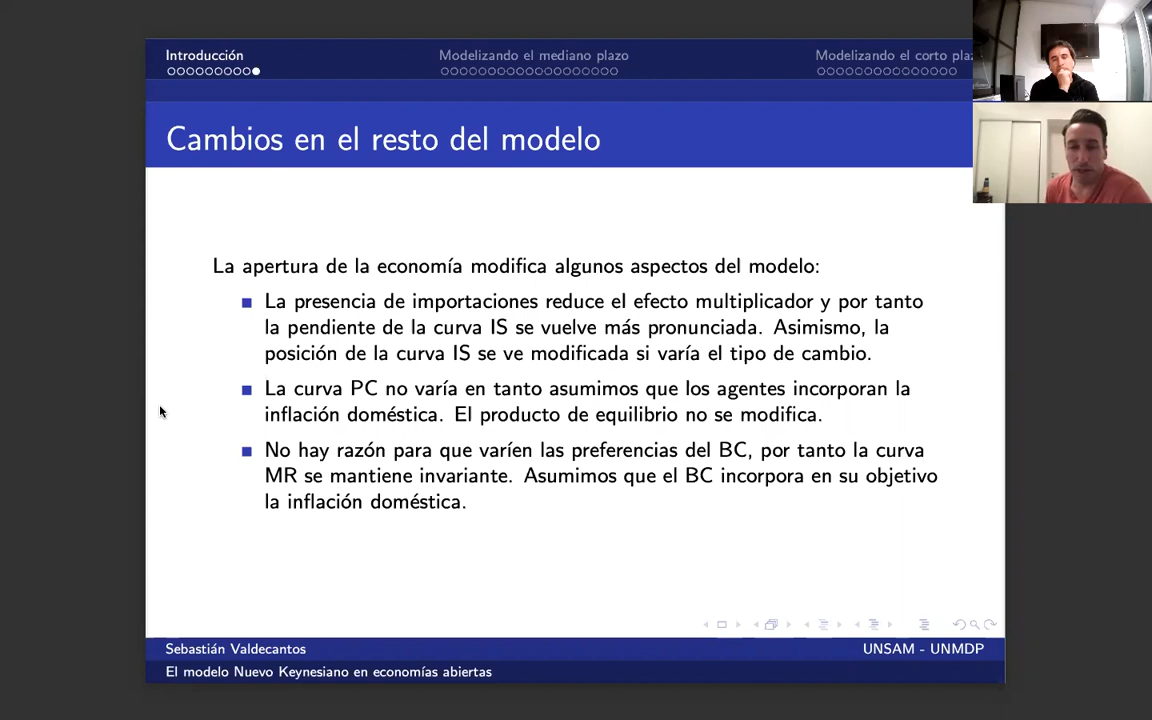 Introducción
Modelizando el mediano plazo
Modelizando el corto plaz
Cambios en el resto del modelo
La apertura de la economía modifica algunos aspectos del modelo:
La presencia de importaciones reduce el efecto multiplicador y por tanto
la pendiente de la curva IS se vuelve más pronunciada. Asimismo, la
posición de la curva IS se ve modificada si varía el tipo de cambio.
La curva PC no varía en tanto asumimos que los agentes incorporan la
inflación doméstica. El producto de equilibrio no se modifica.
No hay razón para que varíen las preferencias del BC, por tanto la curva
MR se mantiene invariante. Asumimos que el BC incorpora en su objetivo
la inflación doméstica.
Sebastián Valdecantos
UNSAM - UNMDP
El modelo Nuevo Keynesiano en economías abiertas